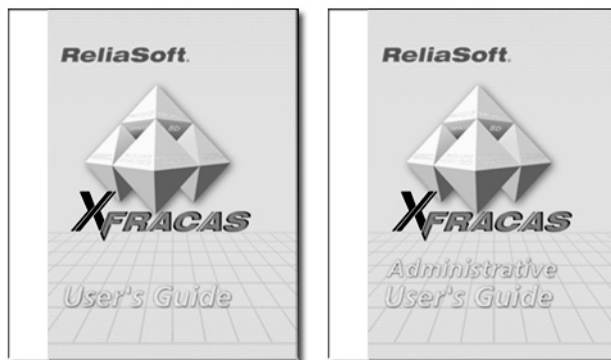 ReliaSoft.
XFRACAS
User's Guide
ReliaSoft.
XFRACAS
Administrative
User's Guide